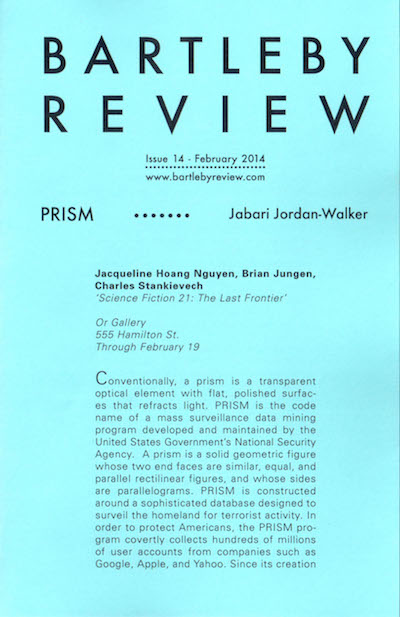 BARTLEBY
REVIEW
Issue 14 - February 2014
www.bartlebyreview.com
PRISM ······· Jabari Jordan-Walker
Jacqueline Hoang Nguyen, Brian Jungen,
Charles Stankievech
‘Science Fiction 21: The Last Frontier’
Or Gallery
555 Hamilton St.
Through February 19
Conventionally, a prism is a transparent
optical element with flat, polished surfac-
es that refracts light. PRISM is the code
name of a mass surveillance data mining
program developed and maintained by the
United States Government’s National Security
Agency. A prism is a solid geometric figure
whose two end faces are similar, equal, and
parallel rectilinear figures, and whose sides
are parallelograms. PRISM is constructed
around a sophisticated database designed to
surveil the homeland for terrorist activity. In
order to protect Americans, the PRISM pro-
gram covertly collects hundreds of millions
of user accounts from companies such as
Google, Apple, and Yahoo. Since its creation